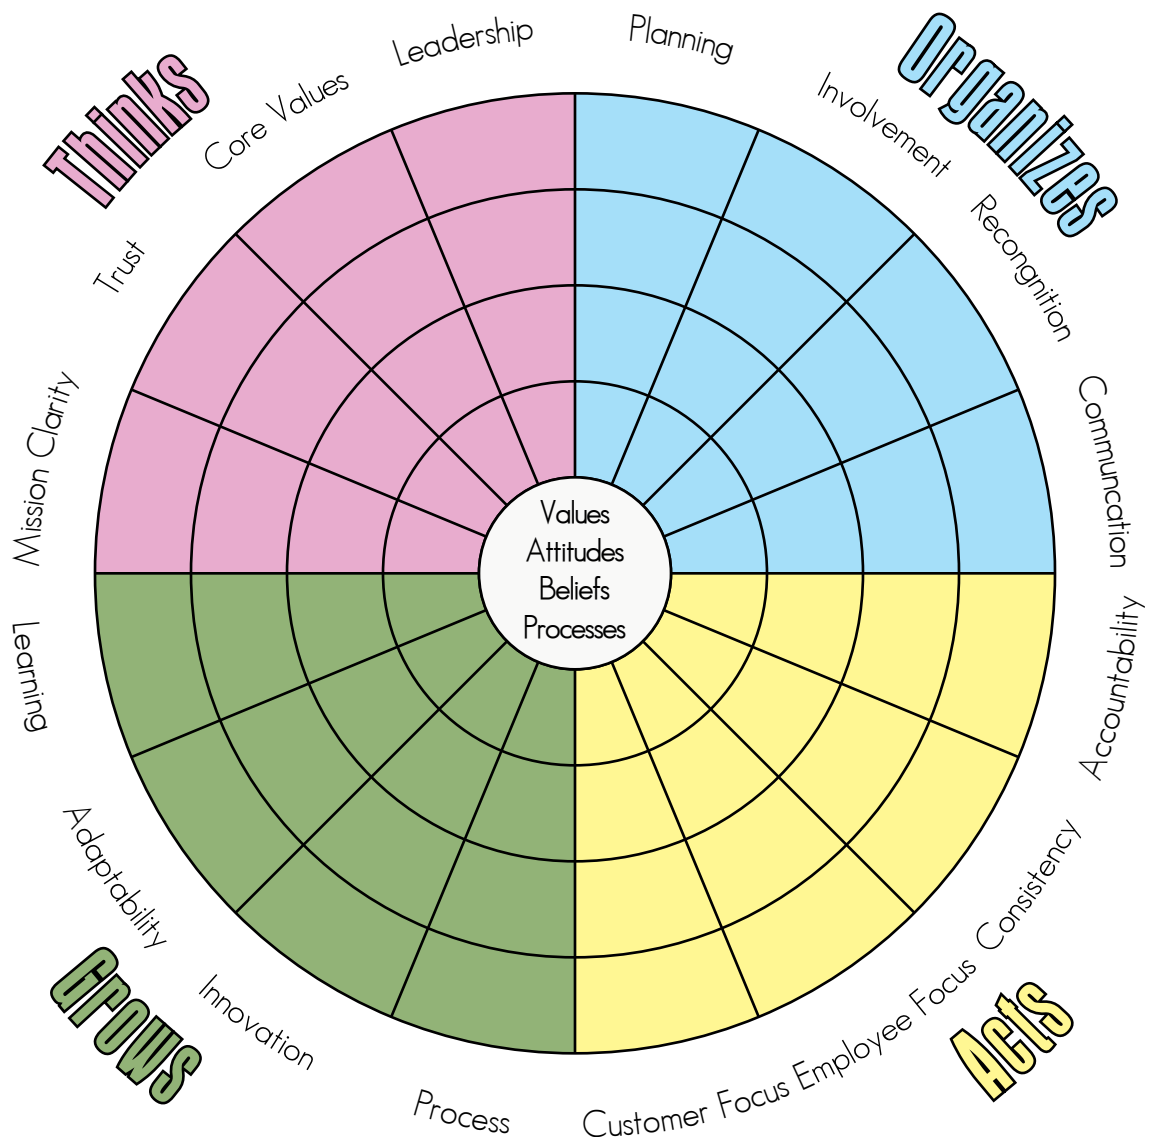 Thinks
Leadership
Core Values
Trust
Mission Clarity
Organizes
Planning
Involvement
Recongnition
Communcation
Values
Attitudes
Beliefs
Processes
Accountability
Consistency
Employee Focus
Customer Focus
Acts
Learning
Adaptability
Innovation
Process
Grows